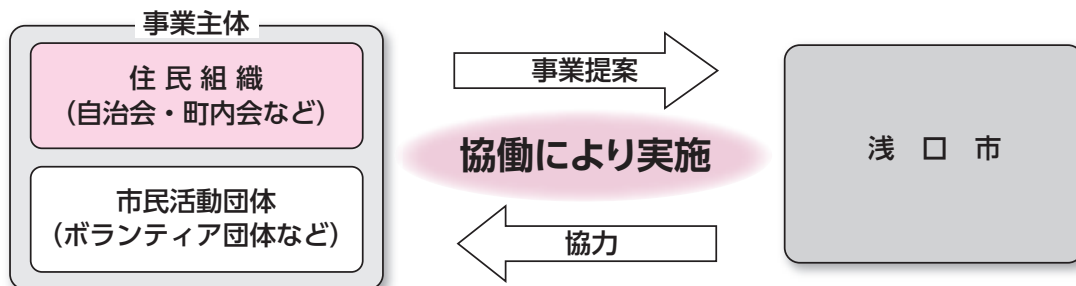 事業主体
住民組織
（自治会・町内会など）
市民活動団体
（ボランティア団体など）
事業提案
協働により実施
協力
浅口市